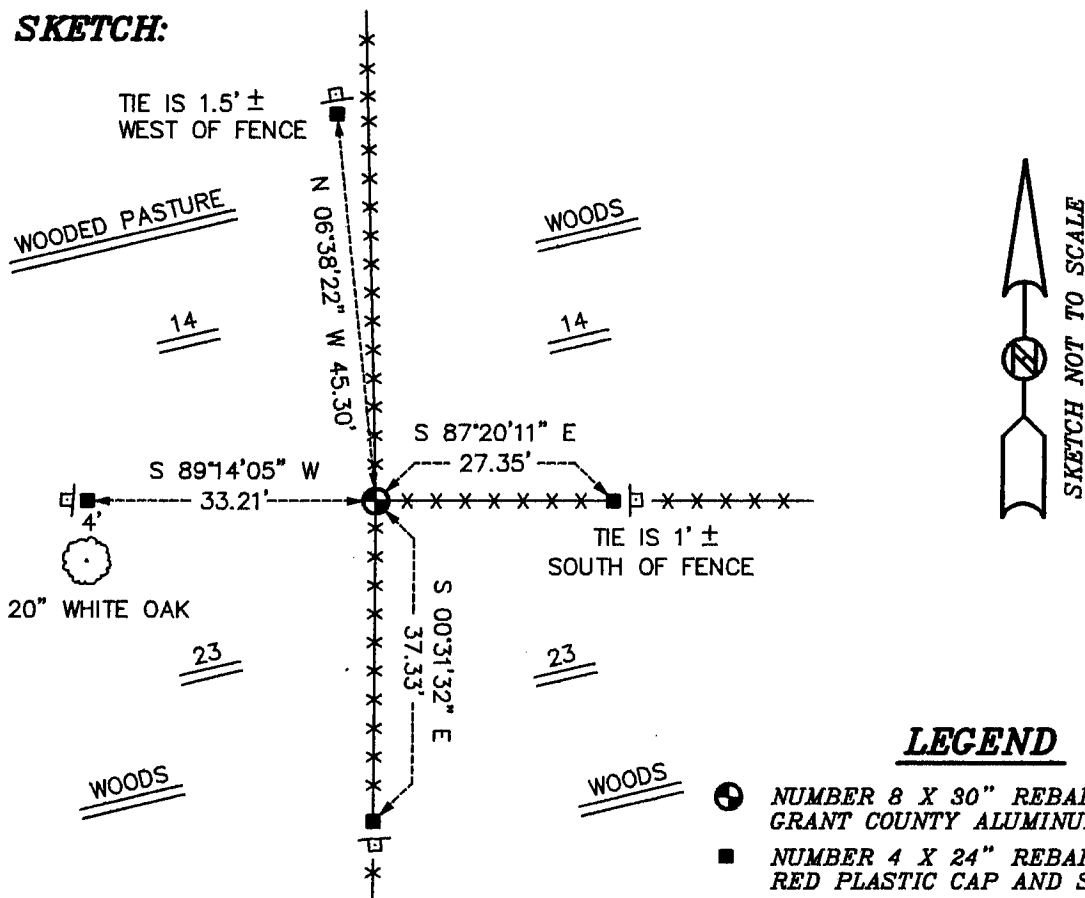 SKETCH:
TIE IS 1.5' ±
WEST OF FENCE
WOODED PASTURE
WOODS
N 06°38'22" W 45.30'
14
14
S 87°20'11" E
27.35'
S 89°14'05" W
33.21'
4'
TIE IS 1' ±
SOUTH OF FENCE
20" WHITE OAK
S 00°31'32" E
37.33'
23
23
WOODS
WOODS
N
SKETCH NOT TO SCALE
LEGEND
NUMBER 8 X 30" REBAR
GRANT COUNTY
NUMBER 4 X 24" REBAR
RED PLASTIC CAP AND